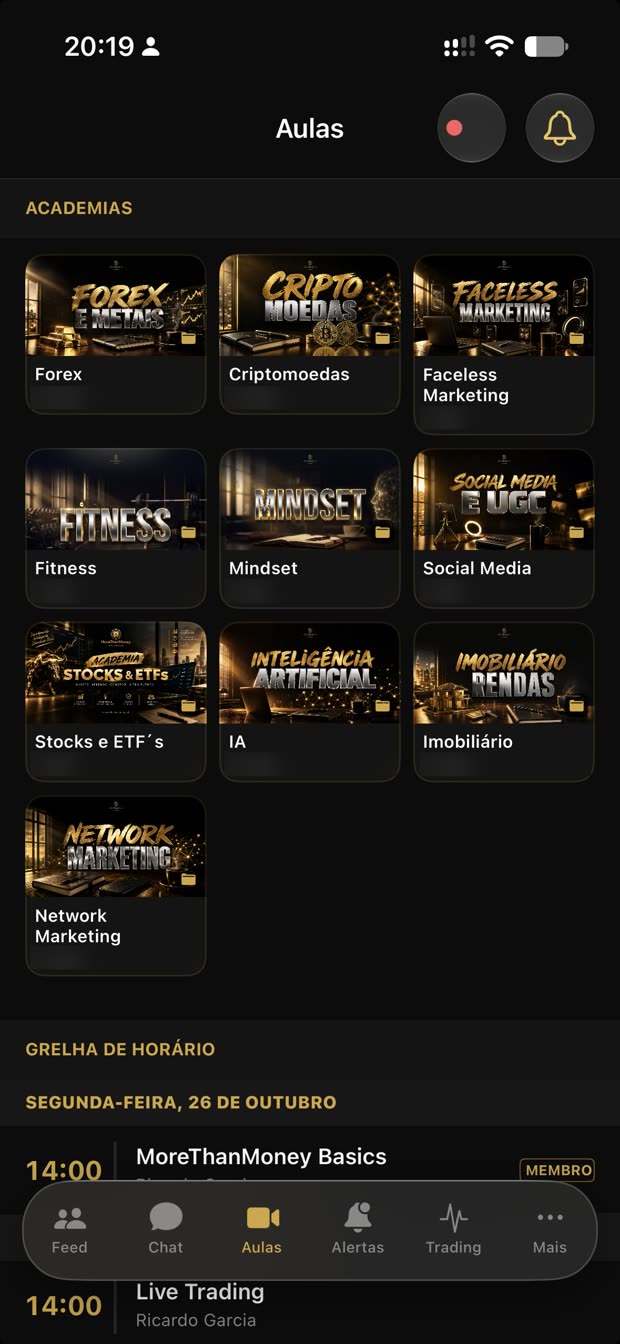 20:19
Aulas
ACADEMIAS
FOREX
E METAIS
Forex
CRIPTO
MOEDAS
Criptomoedas
FACELESS
MARKETING
Faceless
Marketing
FITNESS
Fitness
MINDSET
Mindset
SOCIAL MEDIA
E UGC
Social Media
MoreThanMoney
ACADEMIA
STOCKS & ETFs
Stocks e ETF´s
INTELIGÊNCIA
ARTIFICIAL
IA
IMOBILIÁRIO
RENDAS
Imobiliário
NETWORK
MARKETING
Network
Marketing
GRELHA DE HORÁRIO
SEGUNDA-FEIRA, 26 DE OUTUBRO
14:00
MoreThanMoney Basics
MEMBRO
Feed
Chat
Aulas
Alertas
Trading
Mais
14:00
Live Trading
Ricardo Garcia